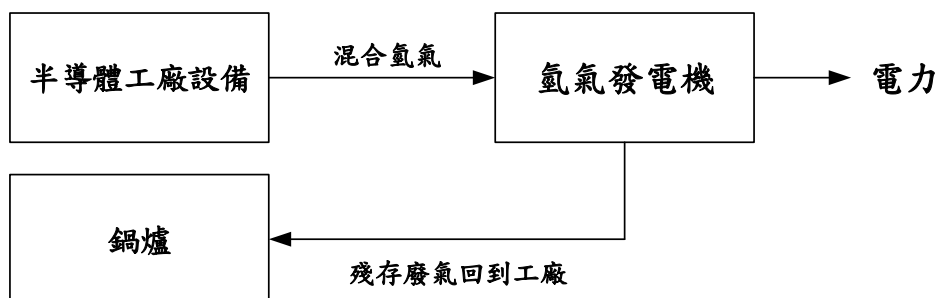 半導體工廠設備
混合氫氣
氫氣發電機
電力
鍋爐
殘存廢氣回到工廠